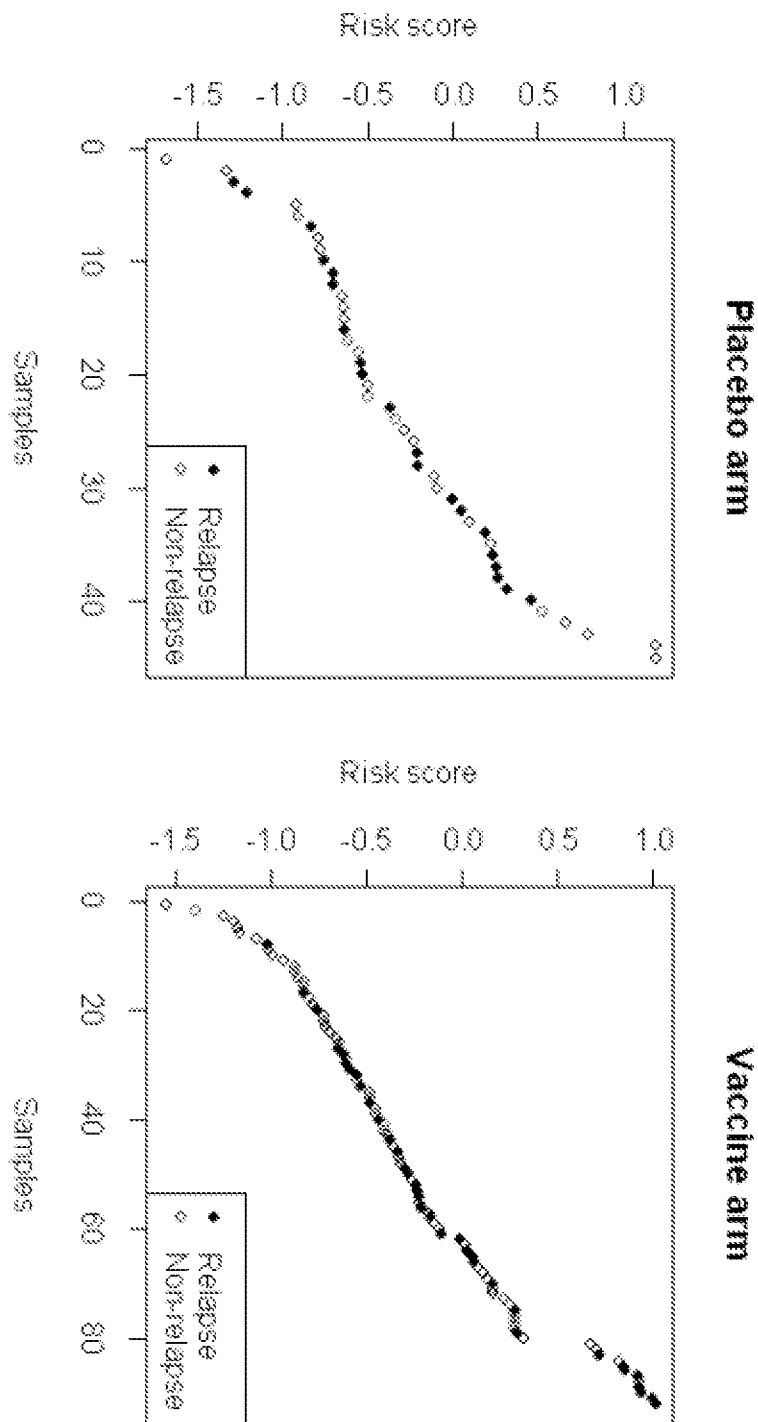 Placebo arm
Risk score
-1.5 -1.0 -0.5 0.0 0.5 1.0
0 10 20 30 40
Samples
Relapse
Non-relapse
Vaccine arm
Risk score
-1.5 -1.0 -0.5 0.0 0.5 1.0
0 20 40 60 80
Samples
Relapse
Non-relapse